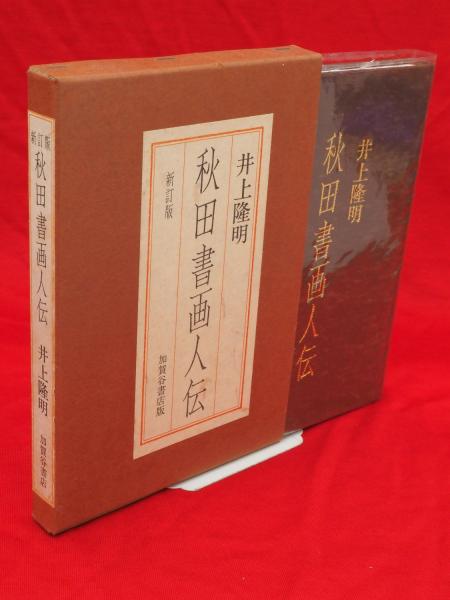 新訂版
秋田書画人伝
井上隆明
加賀谷書店
井上隆明
秋田書画人伝
新訂版
加賀谷書店版
井上隆明
秋田書画人伝